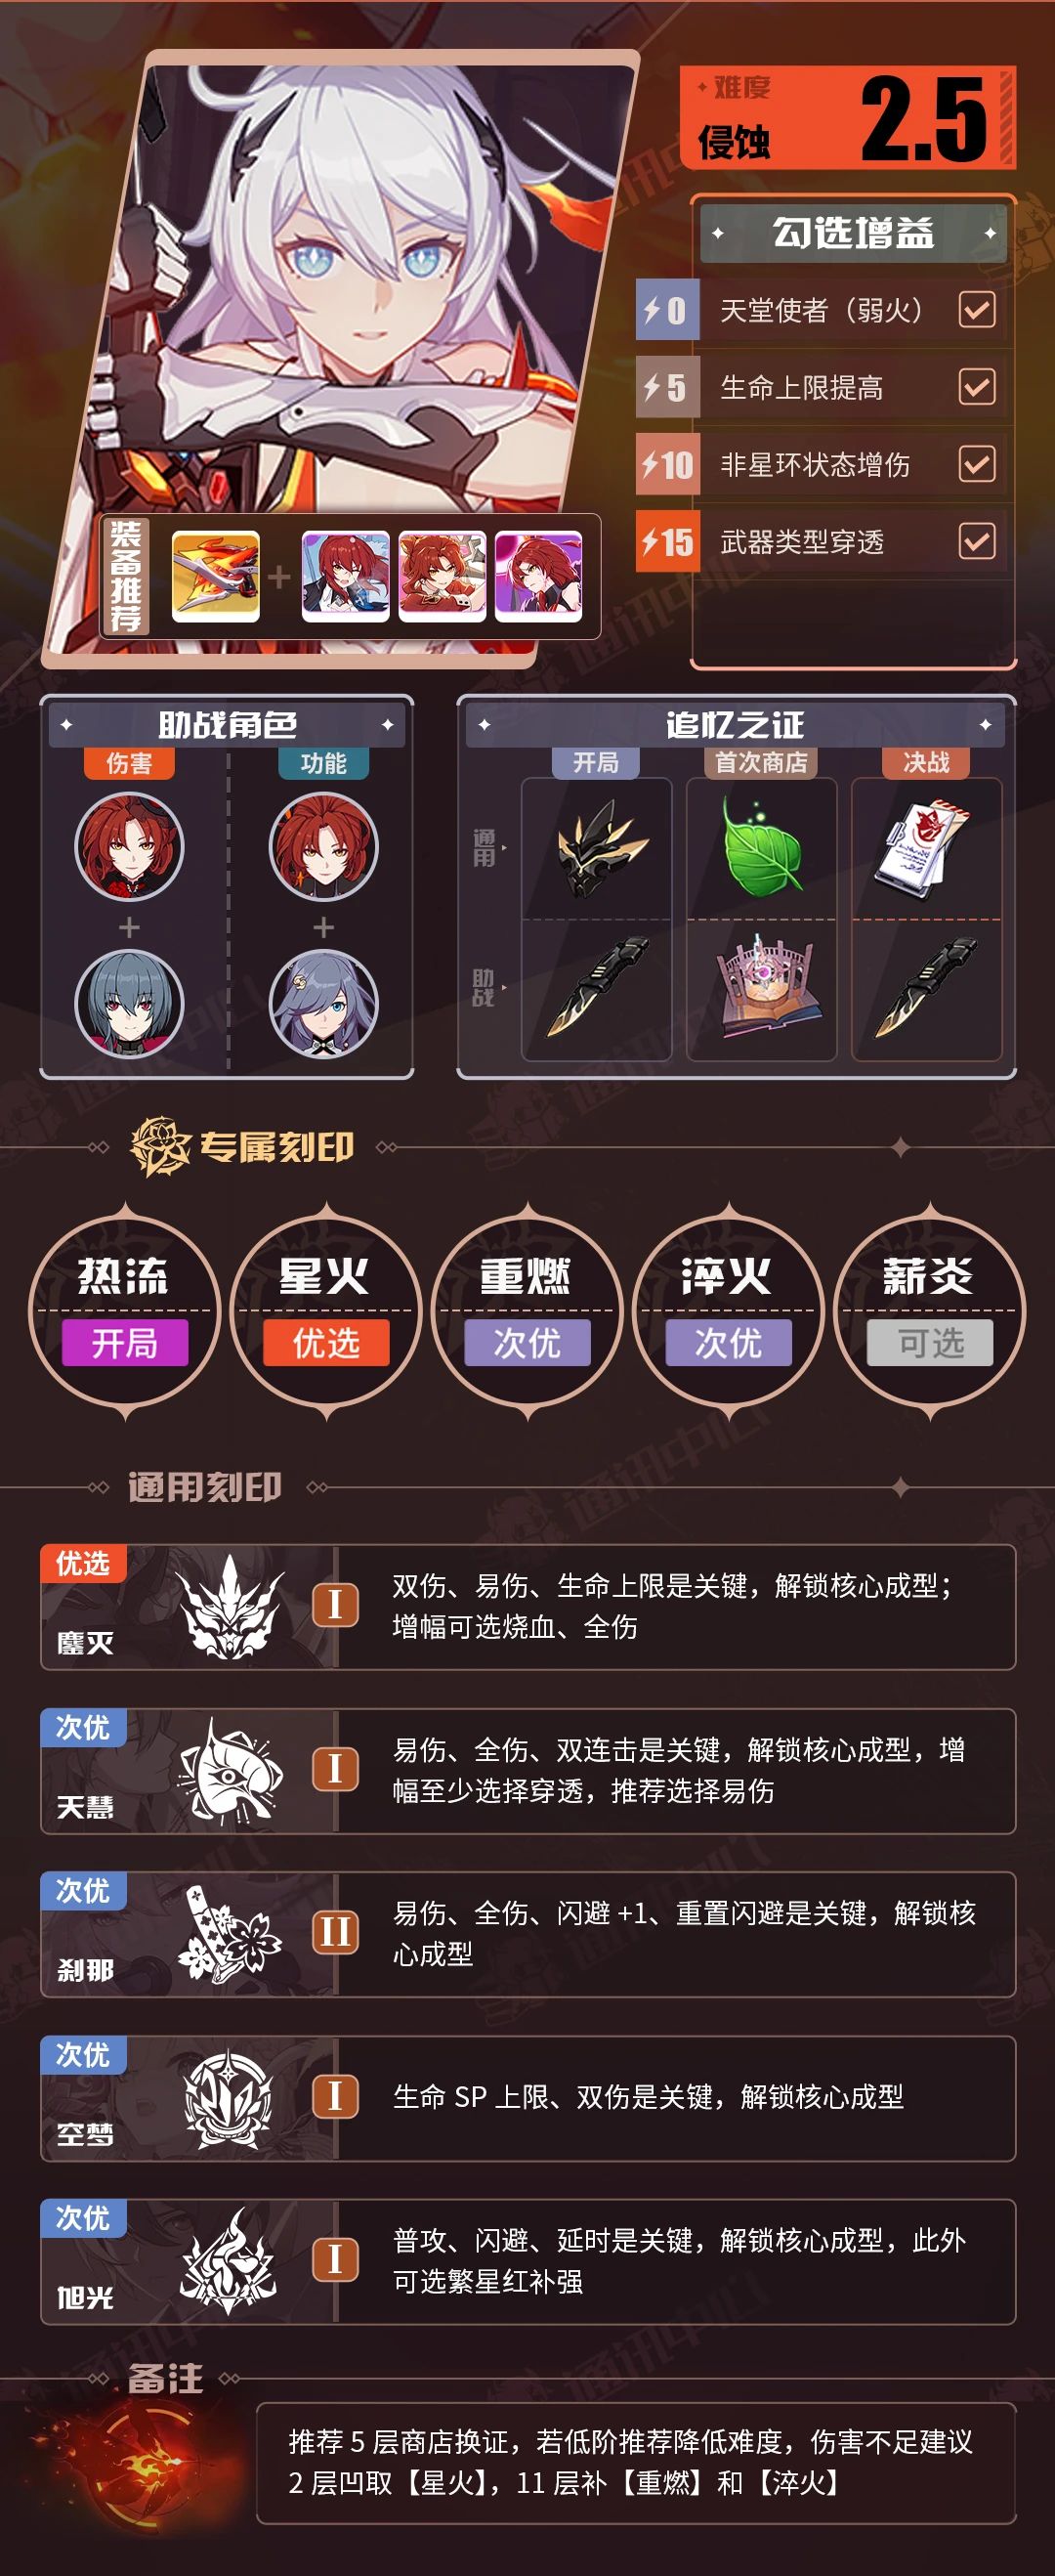 难度
侵蚀
2.5
勾选增益
0
天堂使者（弱火）
5
生命上限提高
10
非星环状态增伤
15
武器类型穿透
装备推荐
助战角色
伤害
功能
追忆之证
开局
首次商店
决战
通用
助战
专属刻印
热流
开局
星火
优选
重燃
次优
淬火
次优
薪炎
可选
通用刻印
优选
鏖灭
I
双伤、易伤、生命上限是关键，解锁核心成型；
增幅可选烧血、全伤
次优
天慧
I
易伤、全伤、双连击是关键，解锁核心成型，增
幅至少选择穿透，推荐选择易伤
次优
刹那
II
易伤、全伤、闪避 +1、重置闪避是关键，解锁核
心成型
次优
空梦
I
生命 SP 上限、双伤是关键，解锁核心成型
次优
旭光
I
普攻、闪避、延时是关键，解锁核心成型，此外
可选繁星红补强
备注
推荐 5 层商店换证，若低阶推荐降低难度，伤害不足建议
2 层凹取【星火】，11 层补【重燃】和【淬火】
通讯中心